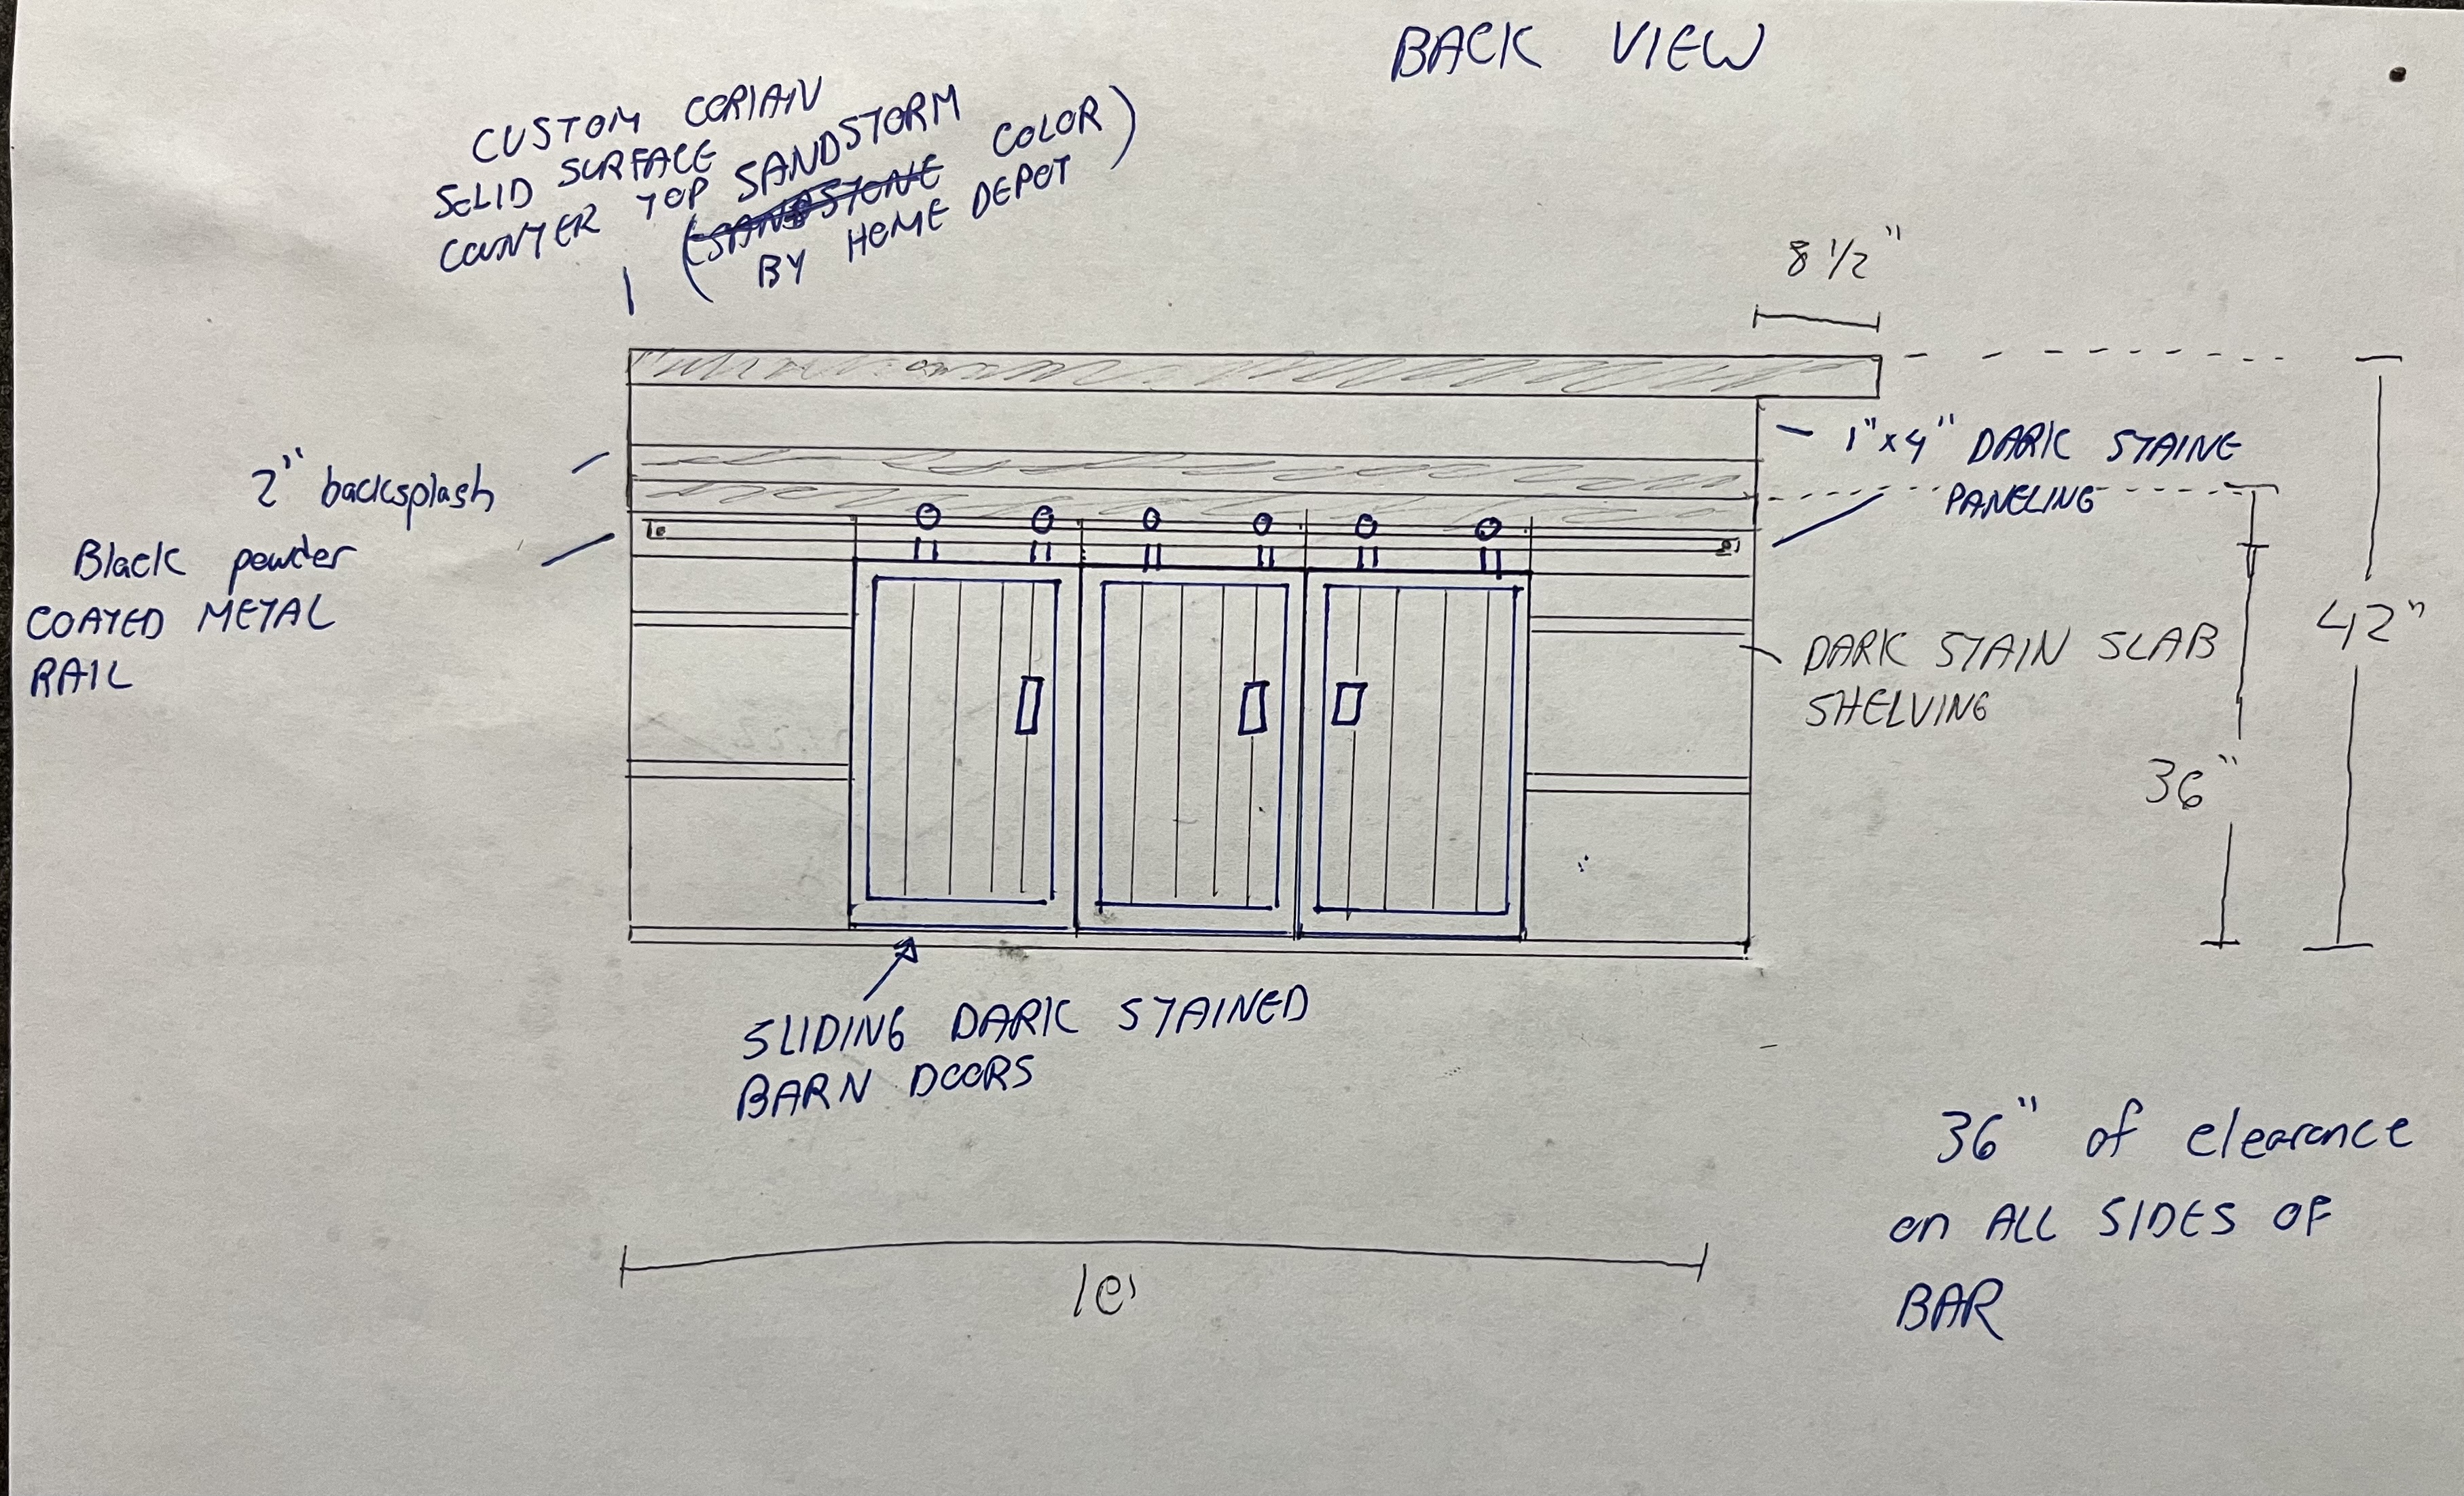 BACK VIEW
CUSTOM CORIAN
SOLID SURFACE
COUNTER TOP SANDSTORM
(SANDSTONE COLOR)
BY HOME DEPOT
8 1/2"
1"x4" DARK STAINE
PANELING
2" backsplash
Black powder
COATED METAL
RAIL
42"
DARK STAIN SLAB
SHELVING
36"
SLIDING DARK STAINED
BARN DOORS
36" of clearance
on ALL SIDES OF
BAR
10'